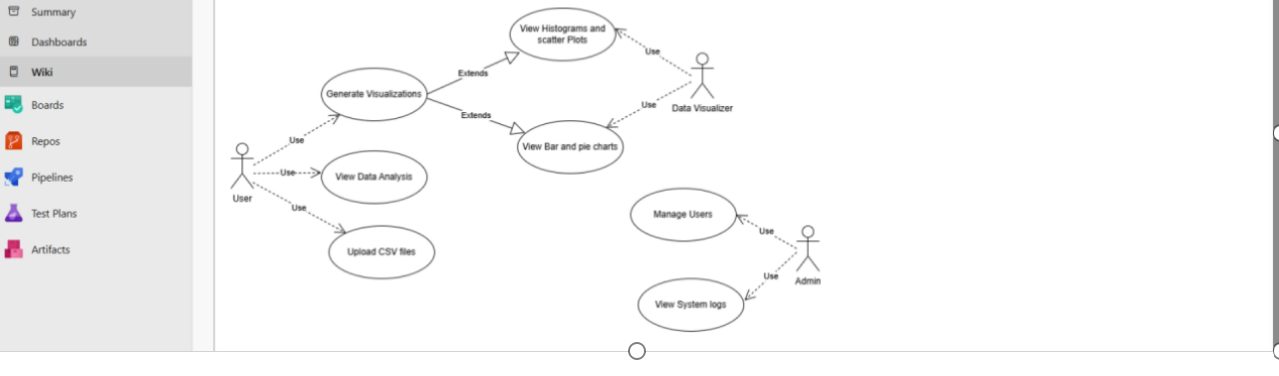 Summary
Dashboards
Wiki
Boards
Repos
Pipelines
Test Plans
Artifacts
View Histograms and
scatter Plots
Use
Extends
Generate Visualizations
Data Visualizer
Use
Extends
Use
View Bar and pie charts
Use
View Data Analysis
User
Use
Upload CSV files
Manage Users
Use
Admin
Use
View System logs